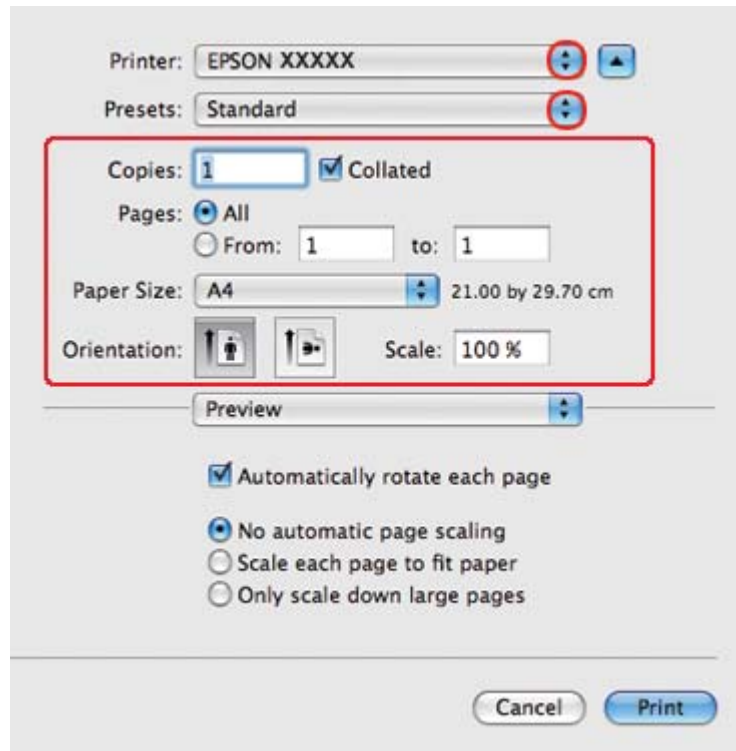 Printer: EPSON XXXXX
Presets: Standard
Copies: 1 Collated
Pages: All
From: 1 to: 1
Paper Size: A4 21.00 by 29.70 cm
Orientation: Scale: 100 %
Preview
Automatically rotate each page
No automatic page scaling
Scale each page to fit paper
Only scale down large pages
Cancel Print